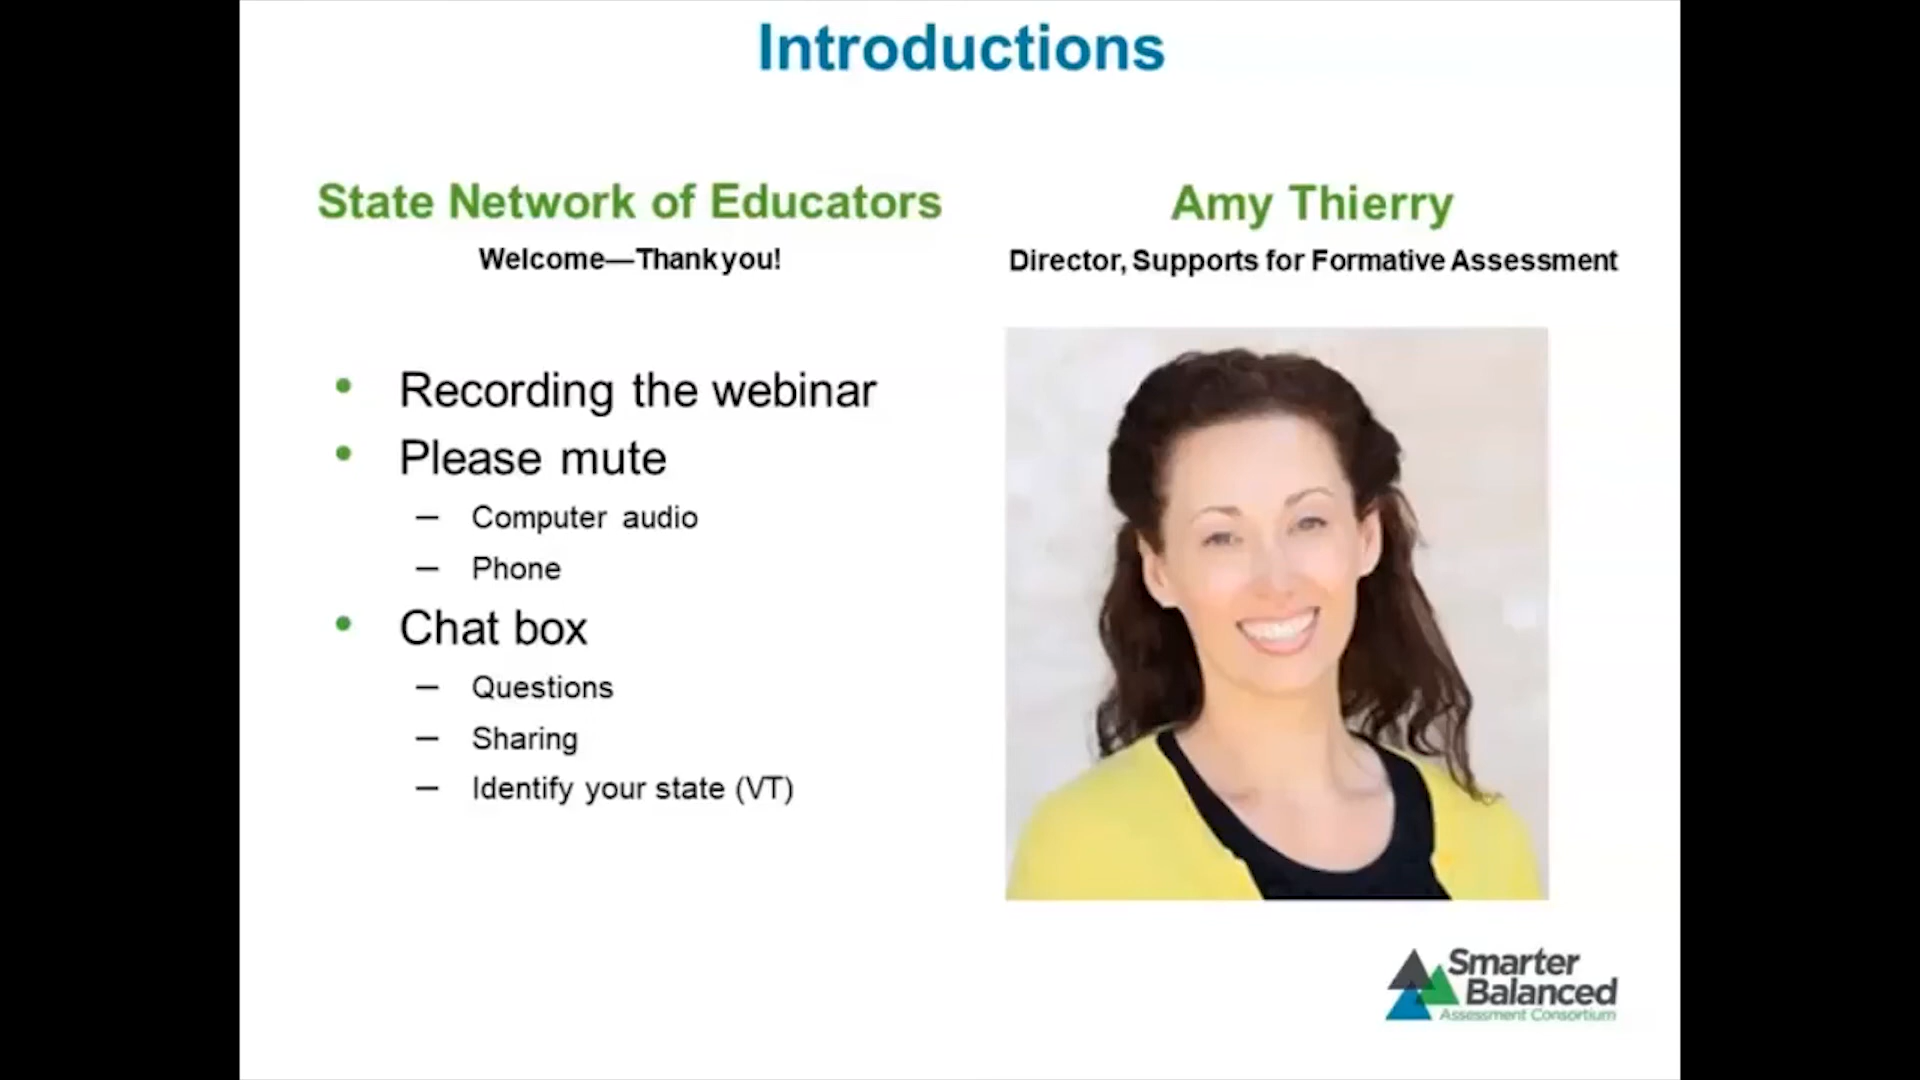 Introductions
State Network of Educators
Welcome—Thank you!
• Recording the webinar
• Please mute
– Computer audio
– Phone
• Chat box
– Questions
– Sharing
– Identify your state (VT)
Amy Thierry
Director, Supports for Formative Assessment
Smarter
Balanced
Assessment Consortium